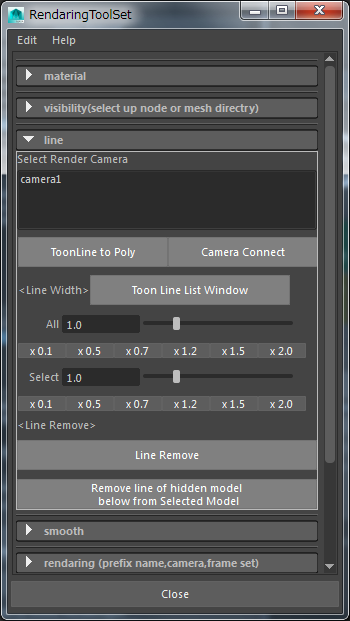 RendaringToolSet
Edit Help
material
visibility(select up node or mesh directry)
line
Select Render Camera
camera1
ToonLine to Poly Camera Connect
<Line Width> Toon Line List Window
All 1.0
x 0.1 x 0.5 x 0.7 x 1.2 x 1.5 x 2.0
Select 1.0
x 0.1 x 0.5 x 0.7 x 1.2 x 1.5 x 2.0
<Line Remove>
Line Remove
Remove line of hidden model
below from Selected Model
smooth
rendaring (prefix name,camera,frame set)
Close